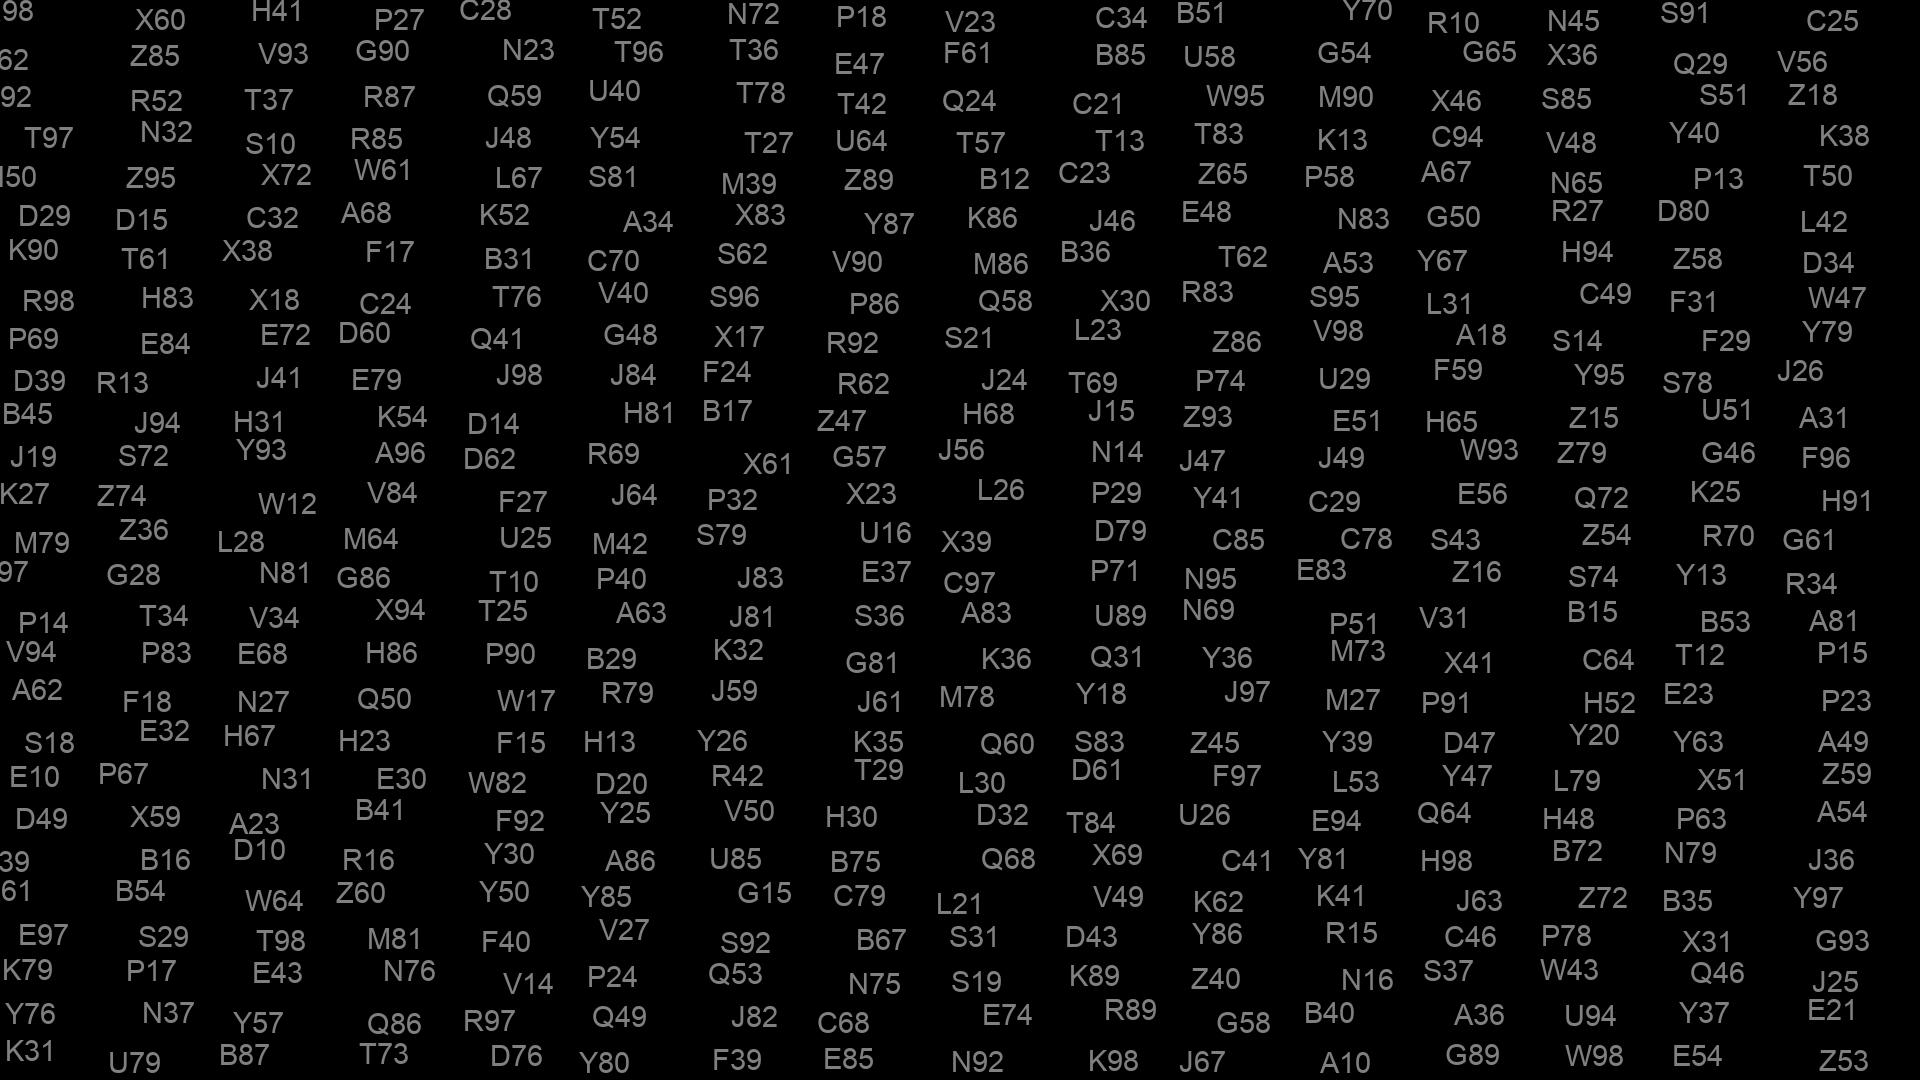 98 X60 H41 P27 C28 T52 N72 P18 V23 C34 B51 Y70 R10 N45 S91 C25
62 Z85 V93 G90 N23 T96 T36 E47 F61 B85 U58 G54 G65 X36 Q29 V56
92 R52 T37 R87 Q59 U40 T78 T42 Q24 C21 W95 M90 X46 S85 S51 Z18
T97 N32 S10 R85 J48 Y54 T27 U64 T57 T13 T83 K13 C94 V48 Y40 K38
50 Z95 X72 W61 L67 S81 M39 Z89 B12 C23 Z65 P58 A67 N65 P13 T50
D29 D15 C32 A68 K52 A34 X83 Y87 K86 J46 E48 N83 G50 R27 D80 L42
K90 T61 X38 F17 B31 C70 S62 V90 M86 B36 T62 A53 Y67 H94 Z58 D34
R98 H83 X18 C24 T76 V40 S96 P86 Q58 X30 R83 S95 L31 C49 F31 W47
P69 E84 E72 D60 Q41 G48 X17 R92 S21 L23 Z86 V98 A18 S14 F29 Y79
D39 R13 J41 E79 J98 J84 F24 R62 J24 T69 P74 U29 F59 Y95 S78 J26
B45 J94 H31 K54 D14 H81 B17 Z47 H68 J15 Z93 E51 H65 Z15 U51 A31
J19 S72 Y93 A96 D62 R69 X61 G57 J56 N14 J47 J49 W93 Z79 G46 F96
K27 Z74 W12 V84 F27 J64 P32 X23 L26 P29 Y41 C29 E56 Q72 K25 H91
M79 Z36 L28 M64 U25 M42 S79 U16 X39 D79 C85 C78 S43 Z54 R70 G61
97 G28 N81 G86 T10 P40 J83 E37 C97 P71 N95 E83 Z16 S74 Y13 R34
P14 T34 V34 X94 T25 A63 J81 S36 A83 U89 N69 P51 V31 B15 B53 A81
V94 P83 E68 H86 P90 B29 K32 G81 K36 Q31 Y36 M73 X41 C64 T12 P15
A62 F18 N27 Q50 W17 R79 J59 J61 M78 Y18 J97 M27 P91 H52 E23 P23
S18 E32 H67 H23 F15 H13 Y26 K35 Q60 S83 Z45 Y39 D47 Y20 Y63 A49
E10 P67 N31 E30 W82 D20 R42 T29 L30 D61 F97 L53 Y47 L79 X51 Z59
D49 X59 A23 B41 F92 Y25 V50 H30 D32 T84 U26 E94 Q64 H48 P63 A54
39 B16 D10 R16 Y30 A86 U85 B75 Q68 X69 C41 Y81 H98 B72 N79 J36
61 B54 W64 Z60 Y50 Y85 G15 C79 L21 V49 K62 K41 J63 Z72 B35 Y97
E97 S29 T98 M81 F40 V27 S92 B67 S31 D43 Y86 R15 C46 P78 X31 G93
K79 P17 E43 N76 V14 P24 Q53 N75 S19 K89 Z40 N16 S37 W43 Q46 J25
Y76 N37 Y57 Q86 R97 Q49 J82 C68 E74 R89 G58 B40 A36 U94 Y37 E21
K31 U79 B87 T73 D76 Y80 F39 E85 N92 K98 J67 A10 G89 W98 E54 Z53